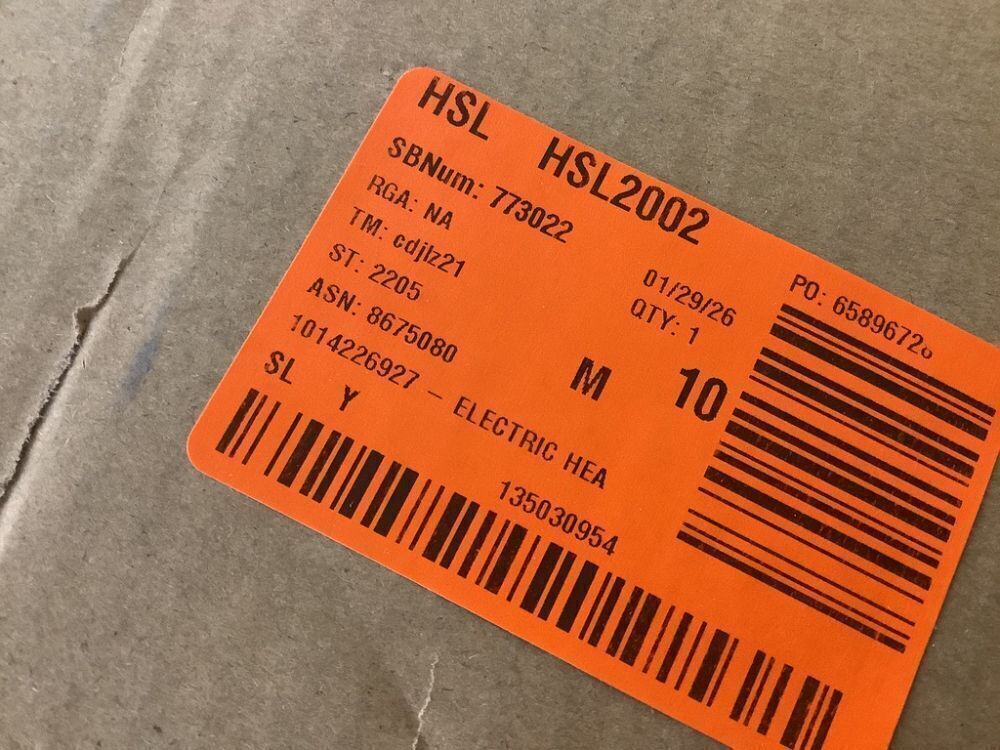 HSL HSL2002
SBNum: 773022
RGA: NA
TM: cdjlz21
ST: 2205
ASN: 8675080
1014226927 - ELECTRIC HEA
SL Y
135030954
01/29/26
QTY: 1
M 10
PO: